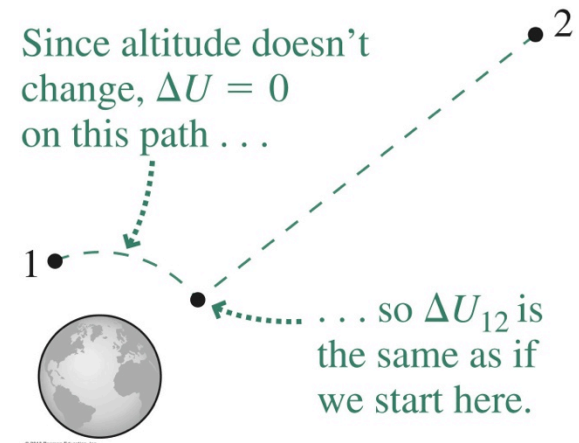 Since altitude doesn't
change, ΔU = 0
on this path . . .
2
1
. . . so ΔU₁₂ is
the same as if
we start here.